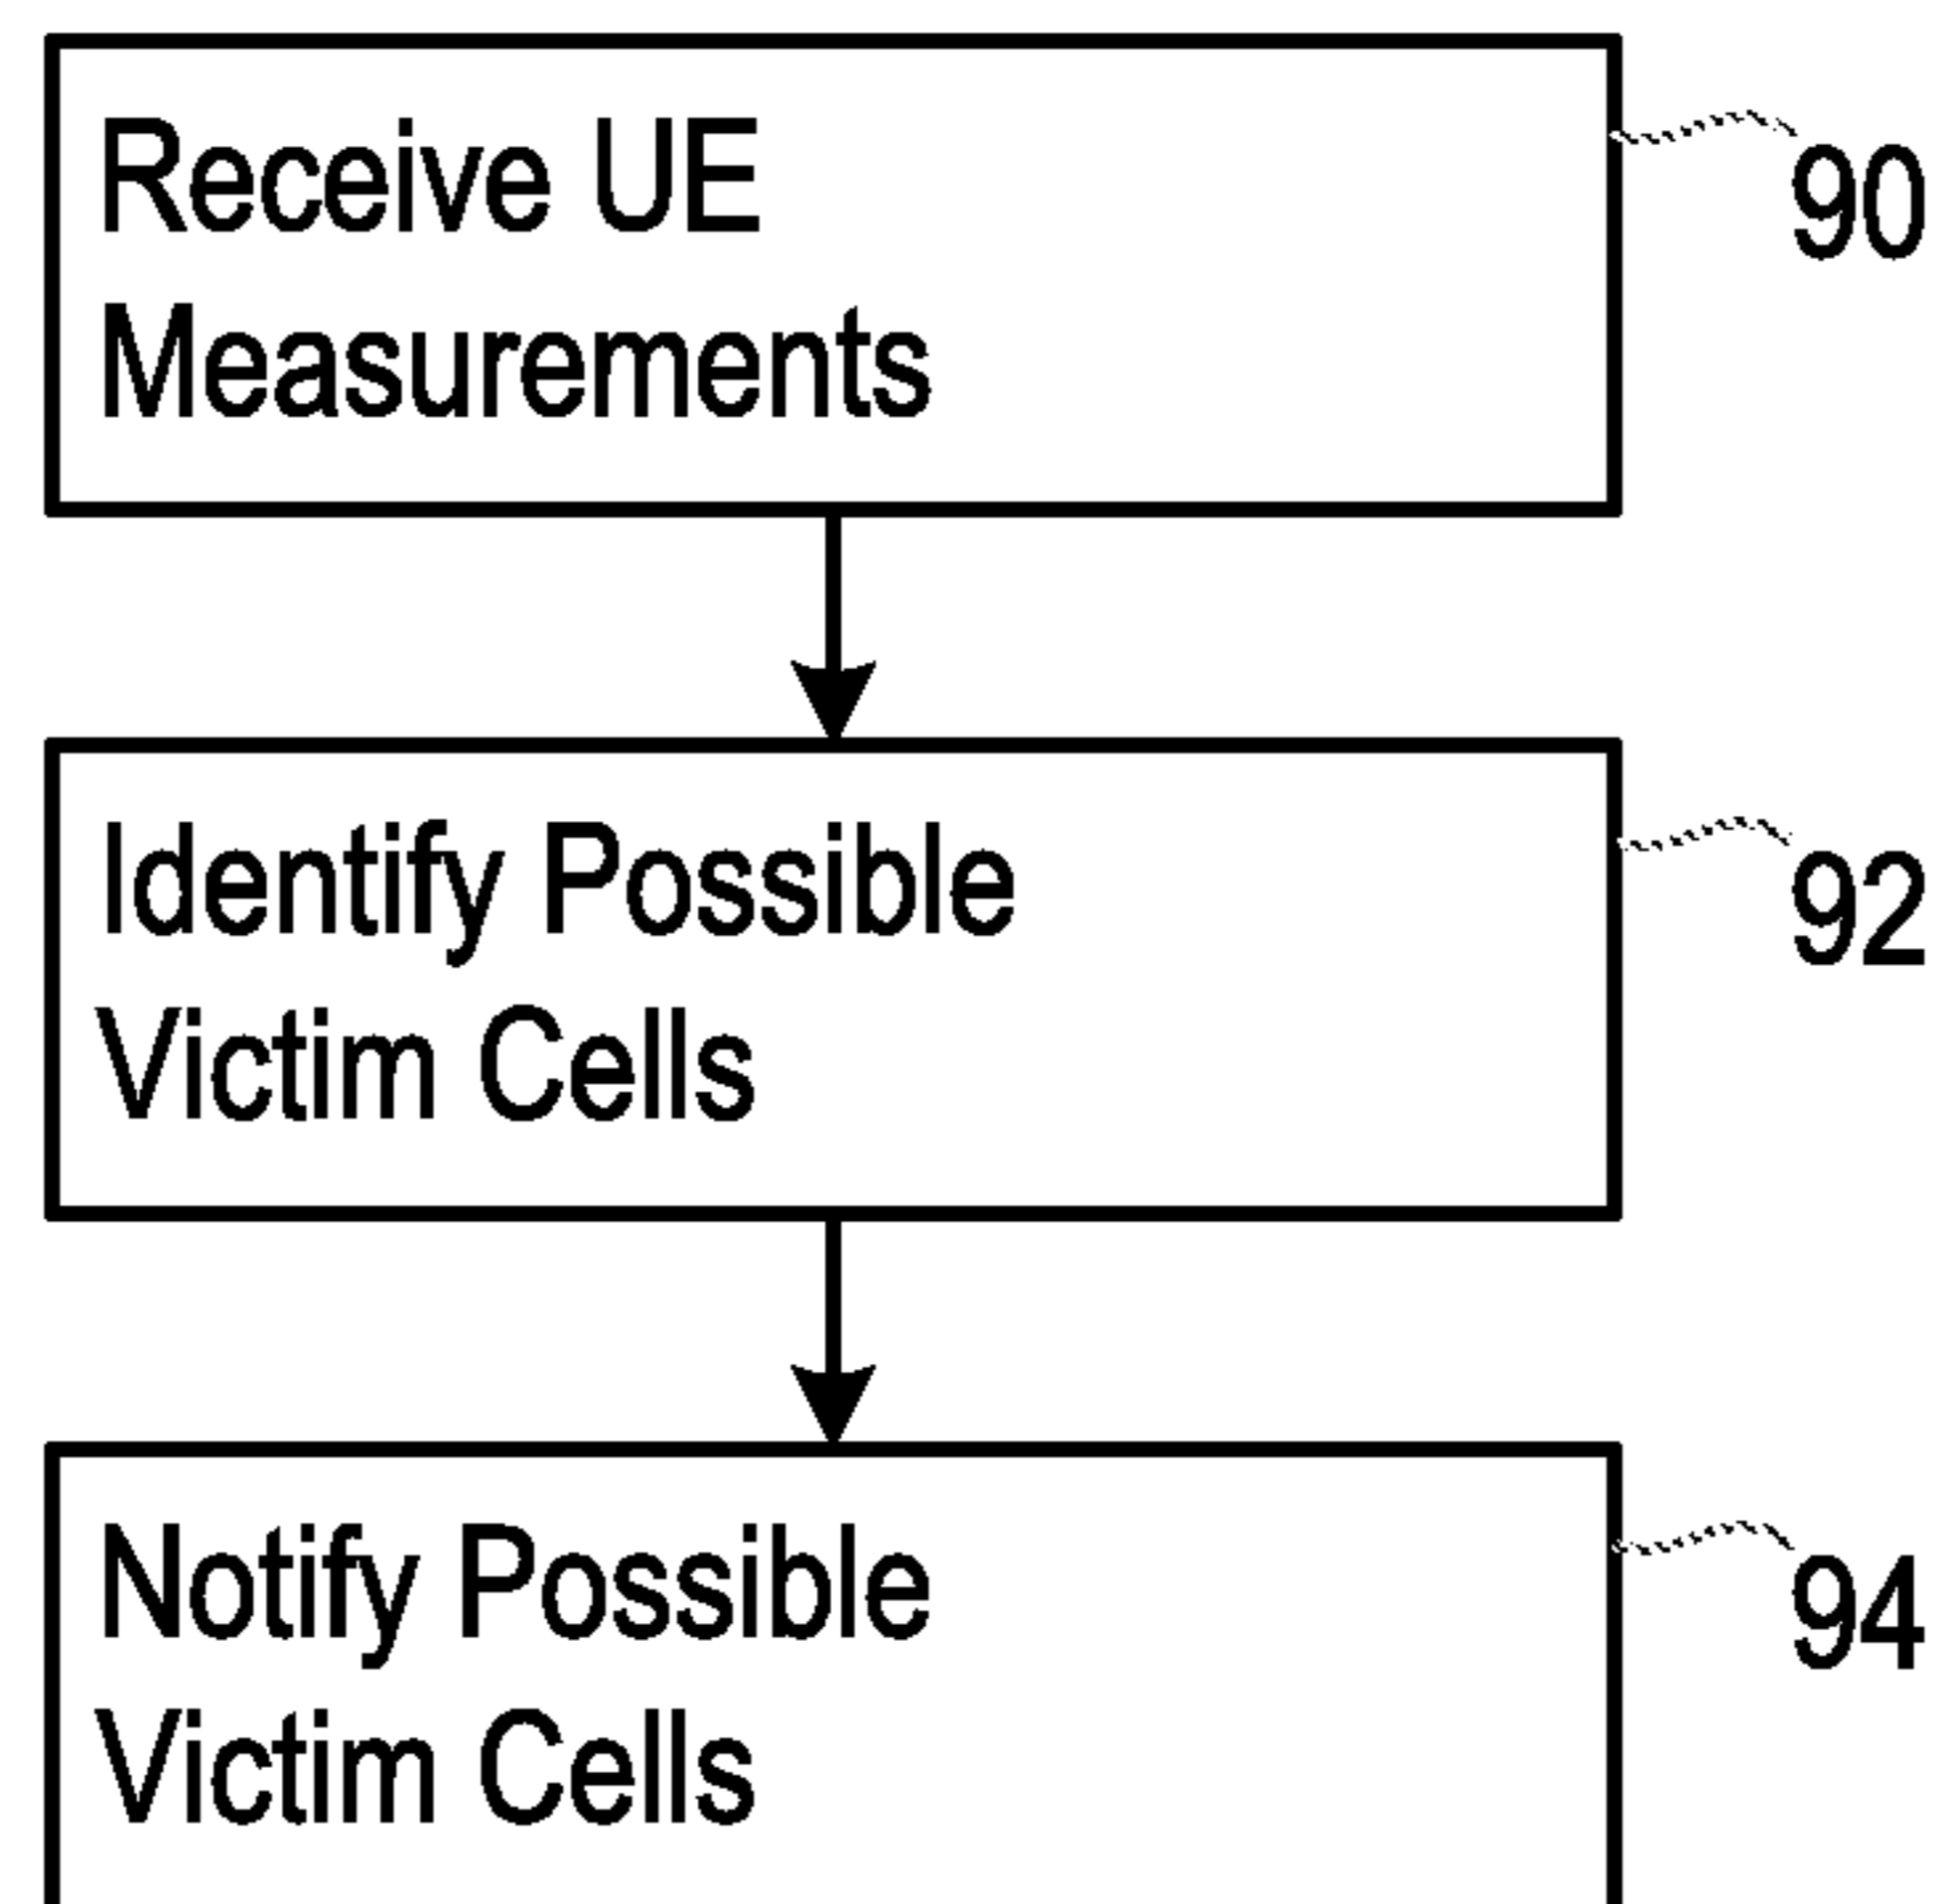 Receive UE
Measurements
90
Identify Possible
Victim Cells
92
Notify Possible
Victim Cells
94